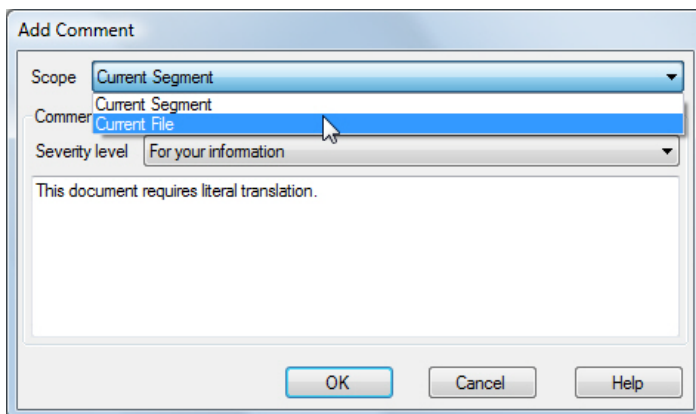 Add Comment
Scope Current Segment
Current Segment
Commen
Current File
Severity level For your information
This document requires literal translation.
OK Cancel Help